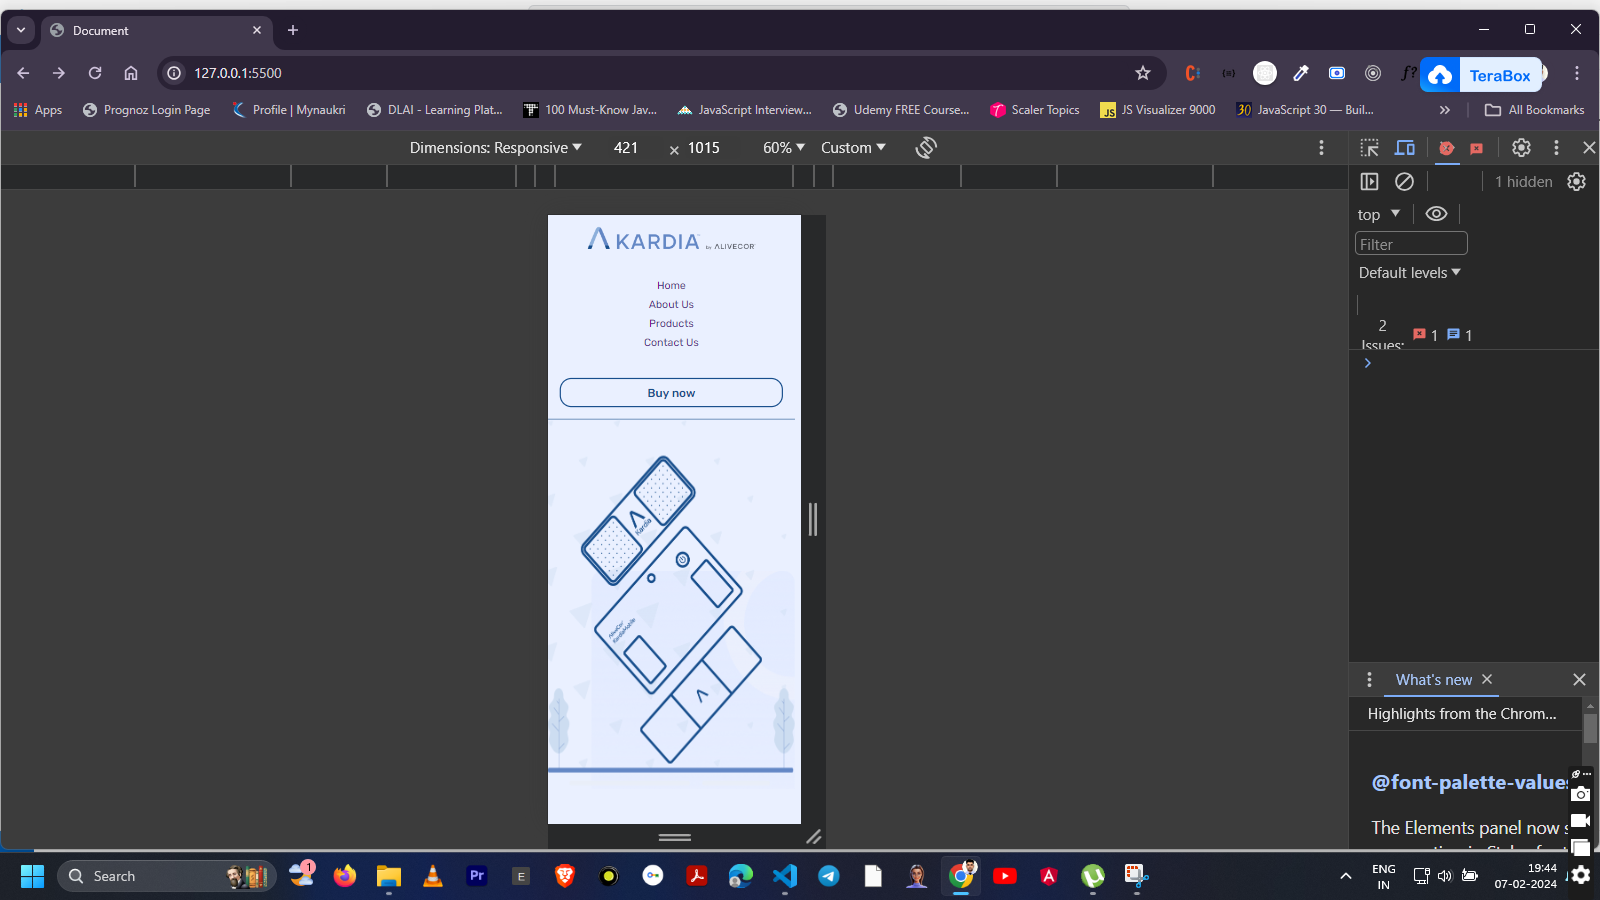 Document
127.0.0.1:5500
TeraBox
Apps
Prognoz Login Page
Profile | Mynaukri
DLAI - Learning Plat...
100 Must-Know Jav...
JavaScript Interview...
Udemy FREE Course...
Scaler Topics
JS Visualizer 9000
JavaScript 30 — Buil...
All Bookmarks
Dimensions: Responsive 421 × 1015 60% Custom
1 hidden
top
Filter
Default levels
2
Issues: 1 1
KARDIA by ALIVECOR
Home
About Us
Products
Contact Us
Buy now
Kardia
AliveCor
KardiaMobile
What's new
Highlights from the Chrom...
@font-palette-values
The Elements panel now s
Search
1
Pr
E
ENG
IN
19:44
07-02-2024